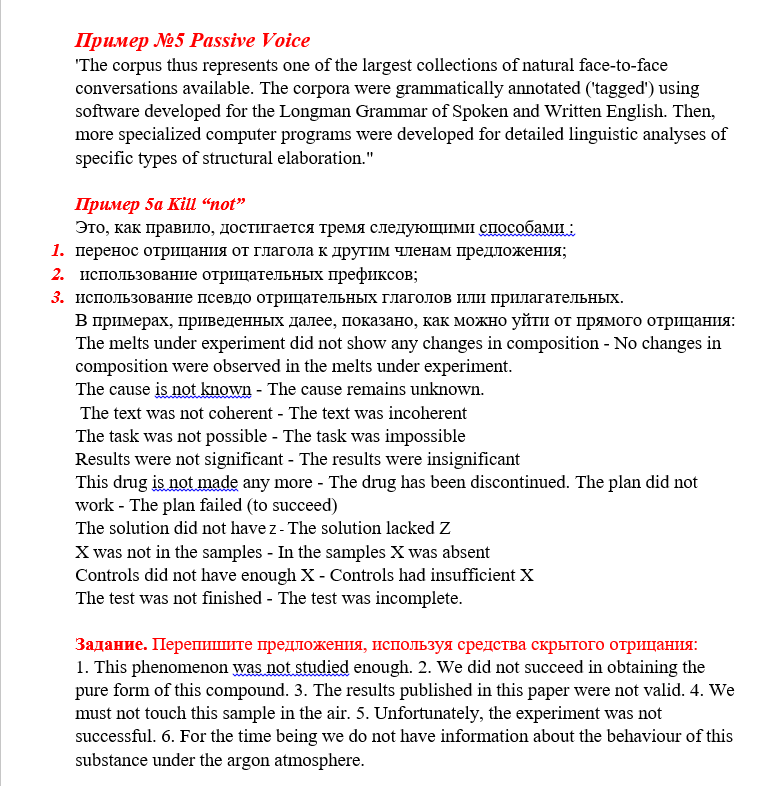 Пример №5 Passive Voice
'The corpus thus represents one of the largest collections of natural face-to-face
conversations available. The corpora were grammatically annotated ('tagged') using
software developed for the Longman Grammar of Spoken and Written English. Then,
more specialized computer programs were developed for detailed linguistic analyses of
specific types of structural elaboration."
Пример 5a Kill “not”
Это, как правило, достигается тремя следующими способами :
1. перенос отрицания от глагола к другим членам предложения;
2. использование отрицательных префиксов;
3. использование псевдо отрицательных глаголов или прилагательных.
В примерах, приведенных далее, показано, как можно уйти от прямого отрицания:
The melts under experiment did not show any changes in composition - No changes in
composition were observed in the melts under experiment.
The cause is not known - The cause remains unknown.
The text was not coherent - The text was incoherent
The task was not possible - The task was impossible
Results were not significant - The results were insignificant
This drug is not made any more - The drug has been discontinued. The plan did not
work - The plan failed (to succeed)
The solution did not have z - The solution lacked Z
X was not in the samples - In the samples X was absent
Controls did not have enough X - Controls had insufficient X
The test was not finished - The test was incomplete.
Задание. Перепишите предложения, используя средства скрытого отрицания:
1. This phenomenon was not studied enough. 2. We did not succeed in obtaining the
pure form of this compound. 3. The results published in this paper were not valid. 4. We
must not touch this sample in the air. 5. Unfortunately, the experiment was not
successful. 6. For the time being we do not have information about the behaviour of this
substance under the argon atmosphere.